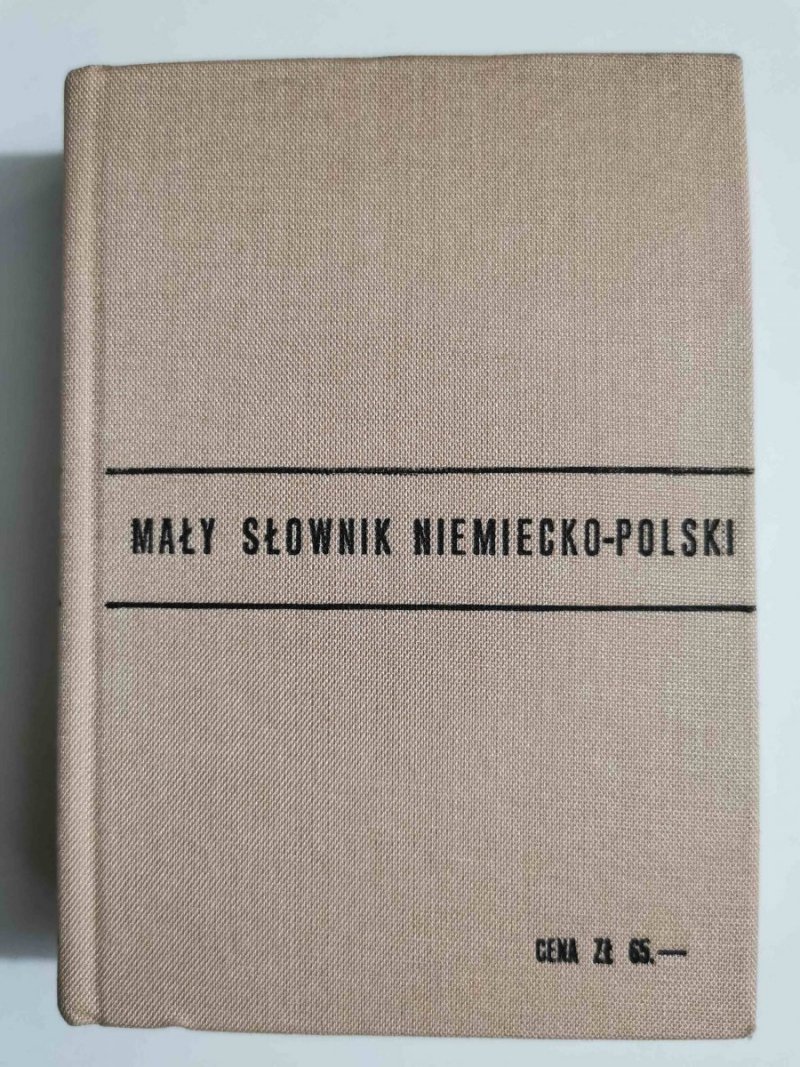 MAŁY SŁOWNIK NIEMIECKO-POLSKI
CENA ZŁ 65.—